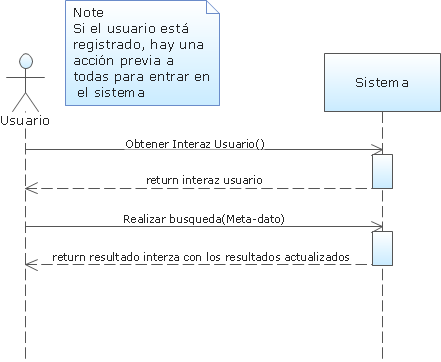 Note
Si el usuario está
registrado, hay una
acción previa a
todas para entrar en
el sistema
Usuario
Sistema
Obtener Interaz Usuario()
return interaz usuario
Realizar busqueda(Meta-dato)
return resultado interza con los resultados actualizados